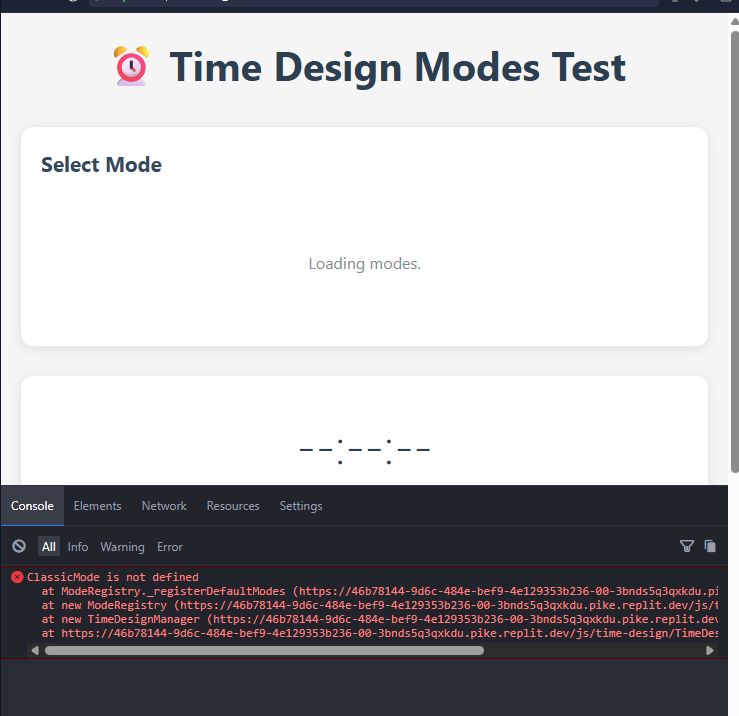 Time Design Modes Test
Select Mode
Loading modes.
--:--:--
Console Elements Network Resources Settings
All Info Warning Error
ClassicMode is not defined
at ModeRegistry._registerDefaultModes (https://46b78144-9d6c-484e-bef9-4e129353b236-00-3bnds5q3qxkdu.pi
at new ModeRegistry (https://46b78144-9d6c-484e-bef9-4e129353b236-00-3bnds5q3qxkdu.pike.replit.dev/js/t
at new TimeDesignManager (https://46b78144-9d6c-484e-bef9-4e129353b236-00-3bnds5q3qxkdu.pike.replit.dev
at https://46b78144-9d6c-484e-bef9-4e129353b236-00-3bnds5q3qxkdu.pike.replit.dev/js/time-design/TimeDes